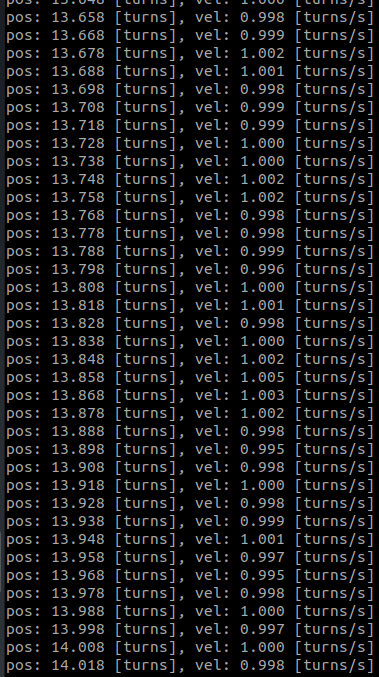 pos: 13.648 [turns], vel: 1.000 [turns/s]
pos: 13.658 [turns], vel: 0.998 [turns/s]
pos: 13.668 [turns], vel: 0.999 [turns/s]
pos: 13.678 [turns], vel: 1.002 [turns/s]
pos: 13.688 [turns], vel: 1.001 [turns/s]
pos: 13.698 [turns], vel: 0.998 [turns/s]
pos: 13.708 [turns], vel: 0.999 [turns/s]
pos: 13.718 [turns], vel: 0.999 [turns/s]
pos: 13.728 [turns], vel: 1.000 [turns/s]
pos: 13.738 [turns], vel: 1.000 [turns/s]
pos: 13.748 [turns], vel: 1.002 [turns/s]
pos: 13.758 [turns], vel: 1.002 [turns/s]
pos: 13.768 [turns], vel: 0.998 [turns/s]
pos: 13.778 [turns], vel: 0.998 [turns/s]
pos: 13.788 [turns], vel: 0.999 [turns/s]
pos: 13.798 [turns], vel: 0.996 [turns/s]
pos: 13.808 [turns], vel: 1.000 [turns/s]
pos: 13.818 [turns], vel: 1.001 [turns/s]
pos: 13.828 [turns], vel: 0.998 [turns/s]
pos: 13.838 [turns], vel: 1.000 [turns/s]
pos: 13.848 [turns], vel: 1.002 [turns/s]
pos: 13.858 [turns], vel: 1.005 [turns/s]
pos: 13.868 [turns], vel: 1.003 [turns/s]
pos: 13.878 [turns], vel: 1.002 [turns/s]
pos: 13.888 [turns], vel: 0.998 [turns/s]
pos: 13.898 [turns], vel: 0.995 [turns/s]
pos: 13.908 [turns], vel: 0.998 [turns/s]
pos: 13.918 [turns], vel: 1.000 [turns/s]
pos: 13.928 [turns], vel: 0.998 [turns/s]
pos: 13.938 [turns], vel: 0.999 [turns/s]
pos: 13.948 [turns], vel: 1.001 [turns/s]
pos: 13.958 [turns], vel: 0.997 [turns/s]
pos: 13.968 [turns], vel: 0.995 [turns/s]
pos: 13.978 [turns], vel: 0.998 [turns/s]
pos: 13.988 [turns], vel: 1.000 [turns/s]
pos: 13.998 [turns], vel: 0.997 [turns/s]
pos: 14.008 [turns], vel: 1.000 [turns/s]
pos: 14.018 [turns], vel: 0.998 [turns/s]